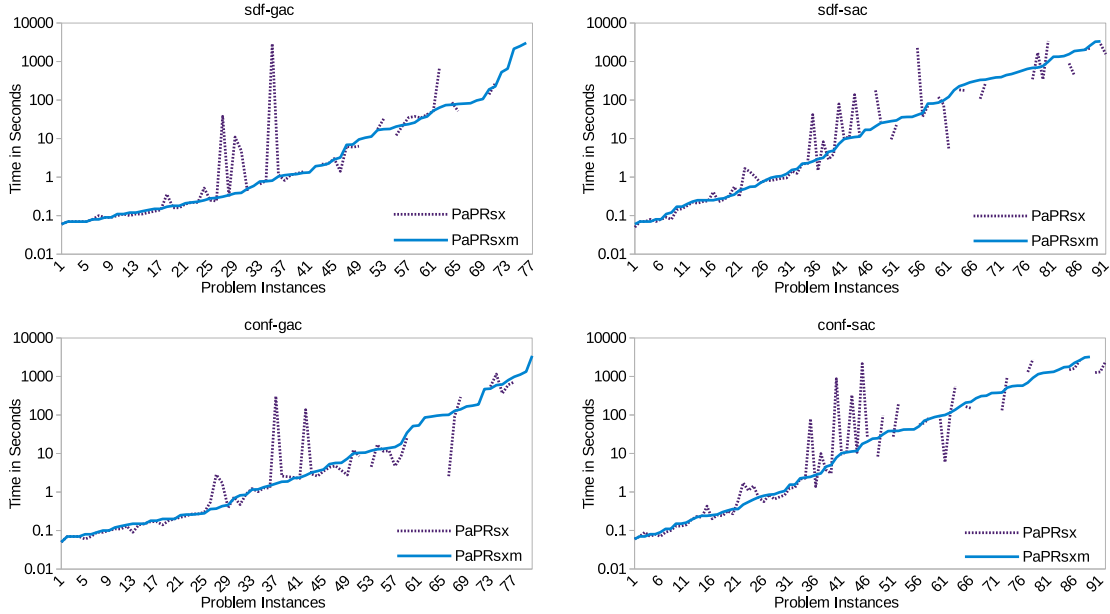 sdf-gac
10000
1000
100
10
1
0.1
0.01
Time in Seconds
PaPRsx
PaPRsxm
1 5 9 13 17 21 25 29 33 37 41 45 49 53 57 61 65 69 73 77
Problem Instances
sdf-sac
10000
1000
100
10
1
0.1
0.01
Time in Seconds
PaPRsx
PaPRsxm
1 6 11 16 21 26 31 36 41 46 51 56 61 66 71 76 81 86 91
Problem Instances
conf-gac
10000
1000
100
10
1
0.1
0.01
Time in Seconds
PaPRsx
PaPRsxm
1 5 9 13 17 21 25 29 33 37 41 45 49 53 57 61 65 69 73 77
Problem Instances
conf-sac
10000
1000
100
10
1
0.1
0.01
Time in Seconds
PaPRsx
PaPRsxm
1 6 11 16 21 26 31 36 41 46 51 56 61 66 71 76 81 86 91
Problem Instances